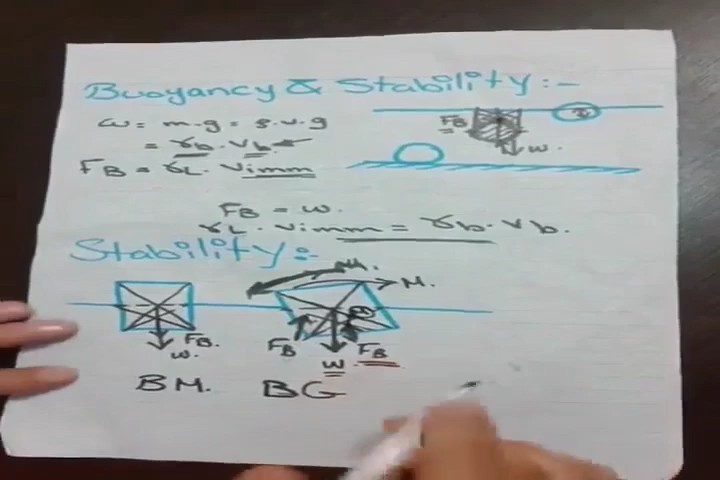 Buoyancy & Stability :-
W = m.g = ρ.v.g
= γb.Vb
FB
W.
FB = γL. Vimm
FB = W.
γL. Vimm = γb. Vb.
Stability :-
M.
FB.
W.
FB
W
FB
BM. BG